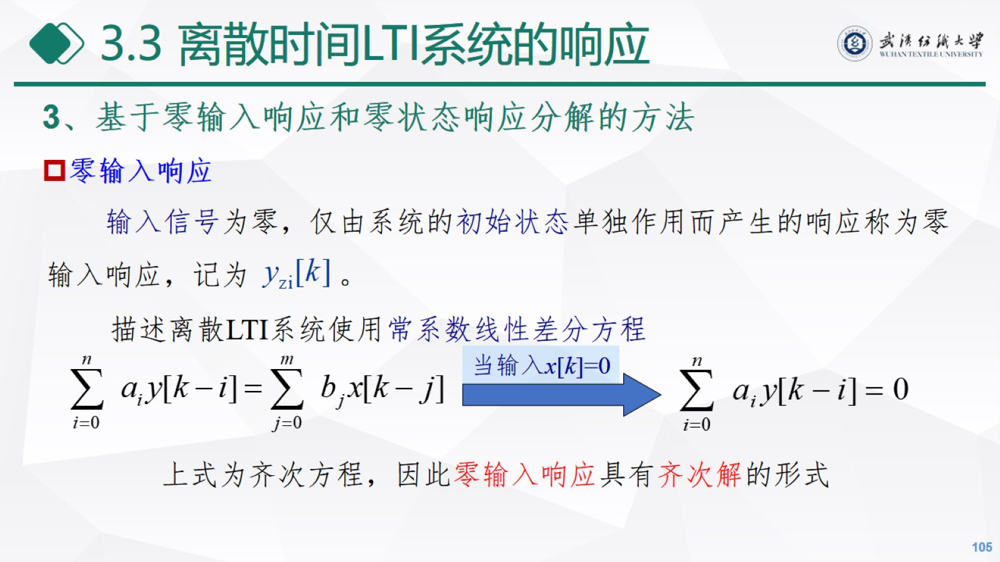 3.3 离散时间LTI系统的响应
武汉纺织大学
WUHAN TEXTILE UNIVERSITY
3、基于零输入响应和零状态响应分解的方法
零输入响应
输入信号为零，仅由系统的初始状态单独作用而产生的响应称为零
输入响应，记为 y_zi[k] 。
描述离散LTI系统使用常系数线性差分方程
∑_{i=0}^{n} a_i y[k−i] = ∑_{j=0}^{m} b_j x[k−j] 当输入x[k]=0 ∑_{i=0}^{n} a_i y[k−i] = 0
上式为齐次方程，因此零输入响应具有齐次解的形式
105